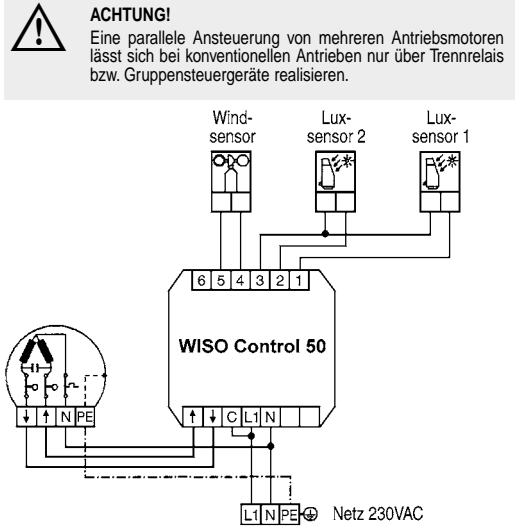 ACHTUNG!
Eine parallele Ansteuerung von mehreren Antriebsmotoren
lässt sich bei konventionellen Antrieben nur über Trennrelais
bzw. Gruppensteuergeräte realisieren.
Wind-
sensor
Lux-
sensor 2
Lux-
sensor 1
6 5 4 3 2 1
WISO Control 50
↓ ↑ N PE
↑ ↓ C L1 N
L1 N PE Netz 230VAC